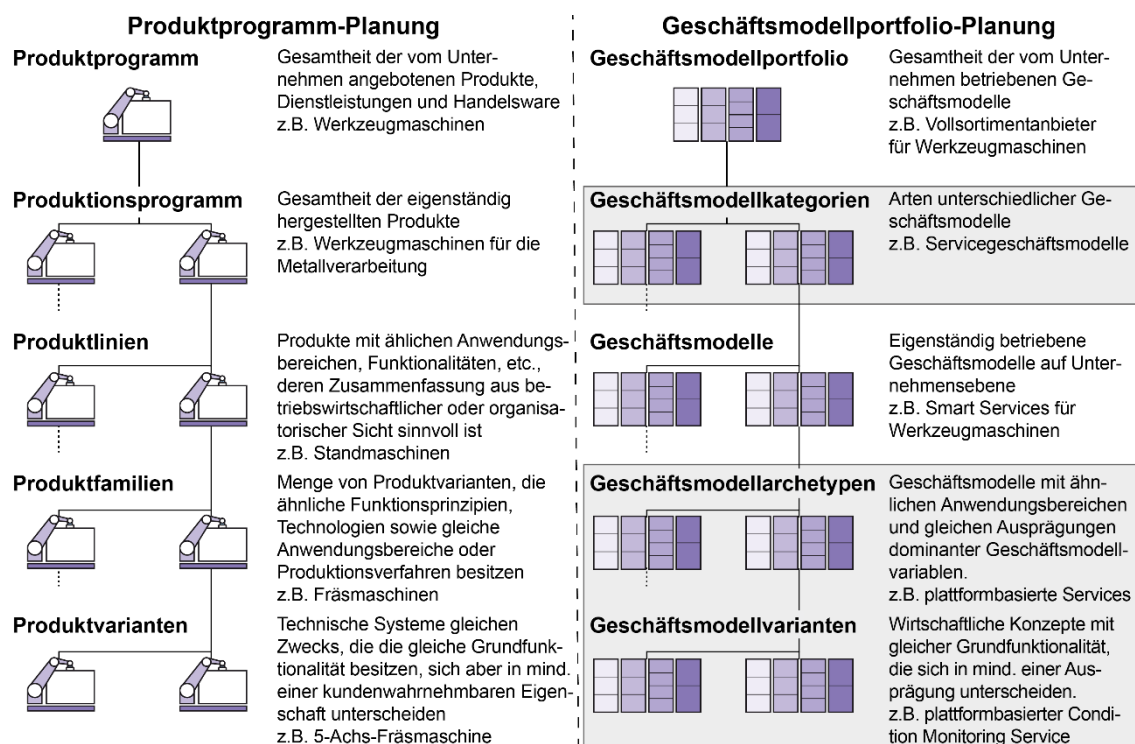 Produktprogramm-Planung
Produktprogramm
Gesamtheit der vom Unter-
nehmen angebotenen Produkte,
Dienstleistungen und Handelsware
z.B. Werkzeugmaschinen
Produktionsprogramm
Gesamtheit der eigenständig
hergestellten Produkte
z.B. Werkzeugmaschinen für die
Metallverarbeitung
Produktlinien
Produkte mit ählichen Anwendungs-
bereichen, Funktionalitäten, etc.,
deren Zusammenfassung aus be-
triebswirtschaftlicher oder organisa-
torischer Sicht sinnvoll ist
z.B. Standmaschinen
Produktfamilien
Menge von Produktvarianten, die
ähnliche Funktionsprinzipien,
Technologien sowie gleiche
Anwendungsbereiche oder
Produktionsverfahren besitzen
z.B. Fräsmaschinen
Produktvarianten
Technische Systeme gleichen
Zwecks, die die gleiche Grundfunk-
tionalität besitzen, sich aber in mind.
einer kundenwahrnehmbaren Eigen-
schaft unterscheiden
z.B. 5-Achs-Fräsmaschine
Geschäftsmodellportfolio-Planung
Geschäftsmodellportfolio
Gesamtheit der vom Unter-
nehmen betriebenen Ge-
schäftsmodelle
z.B. Vollsortimentanbieter
für Werkzeugmaschinen
Geschäftsmodellkategorien
Arten unterschiedlicher Ge-
schäftsmodelle
z.B. Servicegeschäftsmodelle
Geschäftsmodelle
Eigenständig betriebene
Geschäftsmodelle auf Unter-
nehmensebene
z.B. Smart Services für
Werkzeugmaschinen
Geschäftsmodellarchetypen
Geschäftsmodelle mit ähn-
lichen Anwendungsbereichen
und gleichen Ausprägungen
dominanter Geschäftsmodell-
variablen.
z.B. plattformbasierte Services
Geschäftsmodellvarianten
Wirtschaftliche Konzepte mit
gleicher Grundfunktionalität,
die sich in mind. einer Aus-
prägung unterscheiden.
z.B. plattformbasierter Condi-
tion Monitoring Service